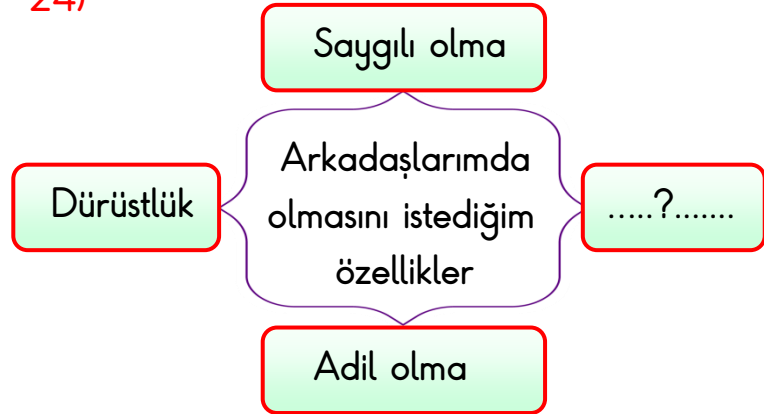 24)
Saygılı olma
Arkadaşlarımda
olmasını istediğim
özellikler
Dürüstlük
.....?.......
Adil olma